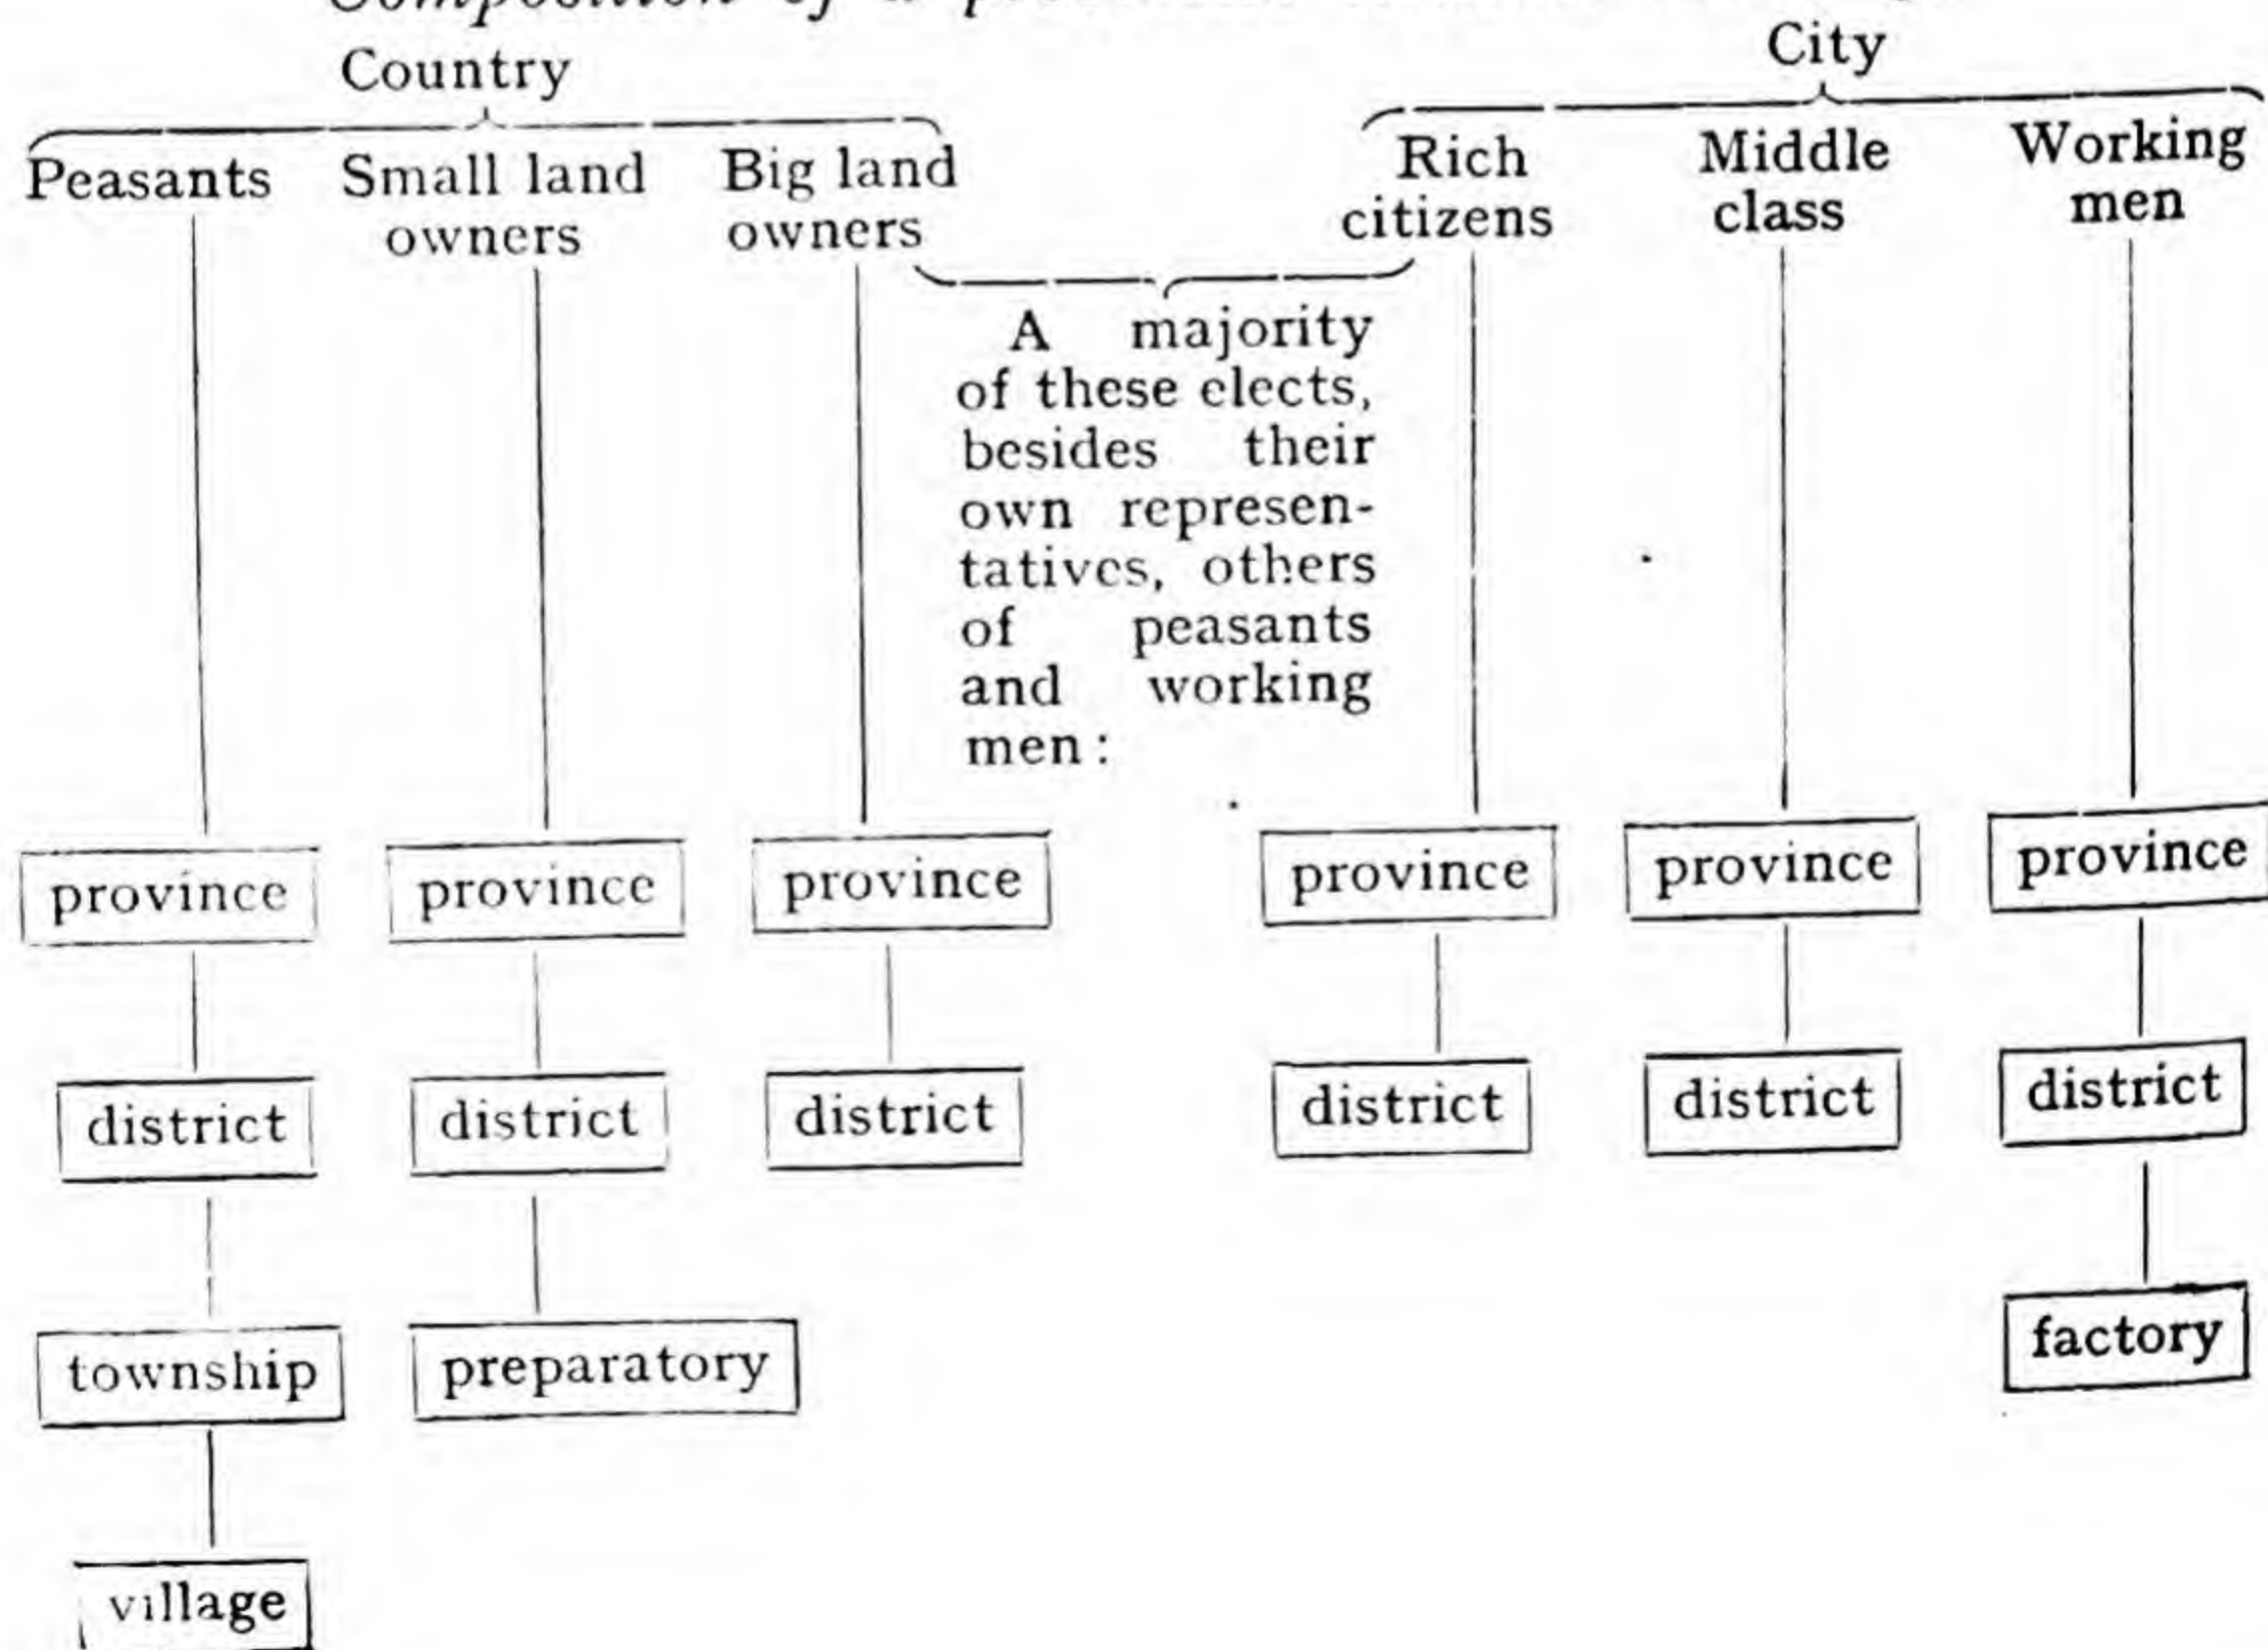 Composition of a
Country
City
Peasants
Small land
owners
Big land
owners
Rich
citizens
Middle
class
Working
men
A majority
of these elects,
besides their
own represen-
tatives, others
of peasants
and working
men:
province province province province province province
district district district district district district
township preparatory factory
village